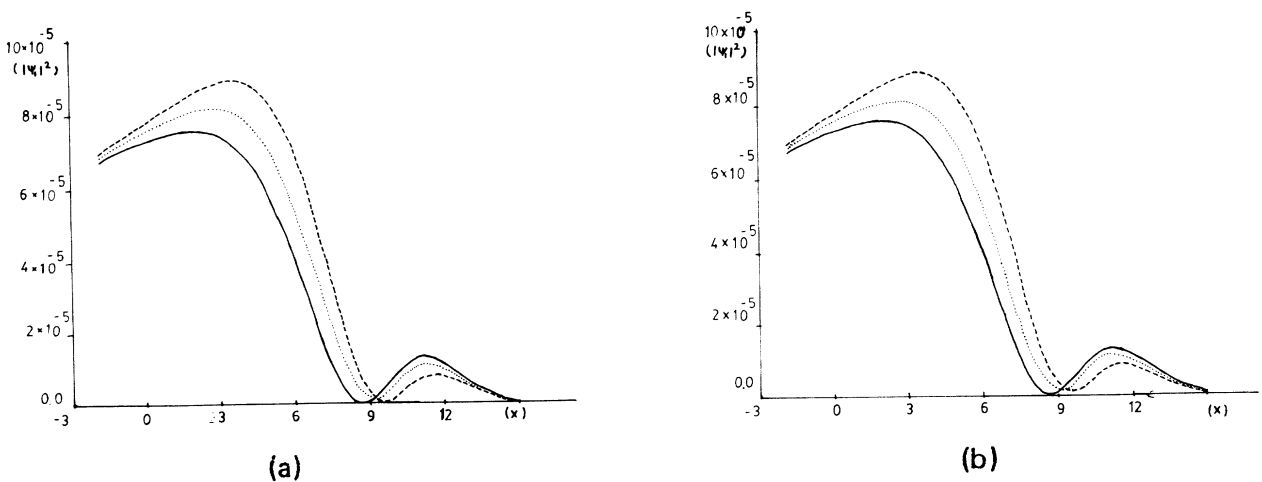 10×10⁻⁵
(|Ψ|²)
8×10⁻⁵
6×10⁻⁵
4×10⁻⁵
2×10⁻⁵
0.0
-3 0 3 6 9 12 (x)
(a)
10×10⁻⁵
(|Ψ|²)
8×10⁻⁵
6×10⁻⁵
4×10⁻⁵
2×10⁻⁵
0,0
-3 0 3 6 9 12 (x)
(b)